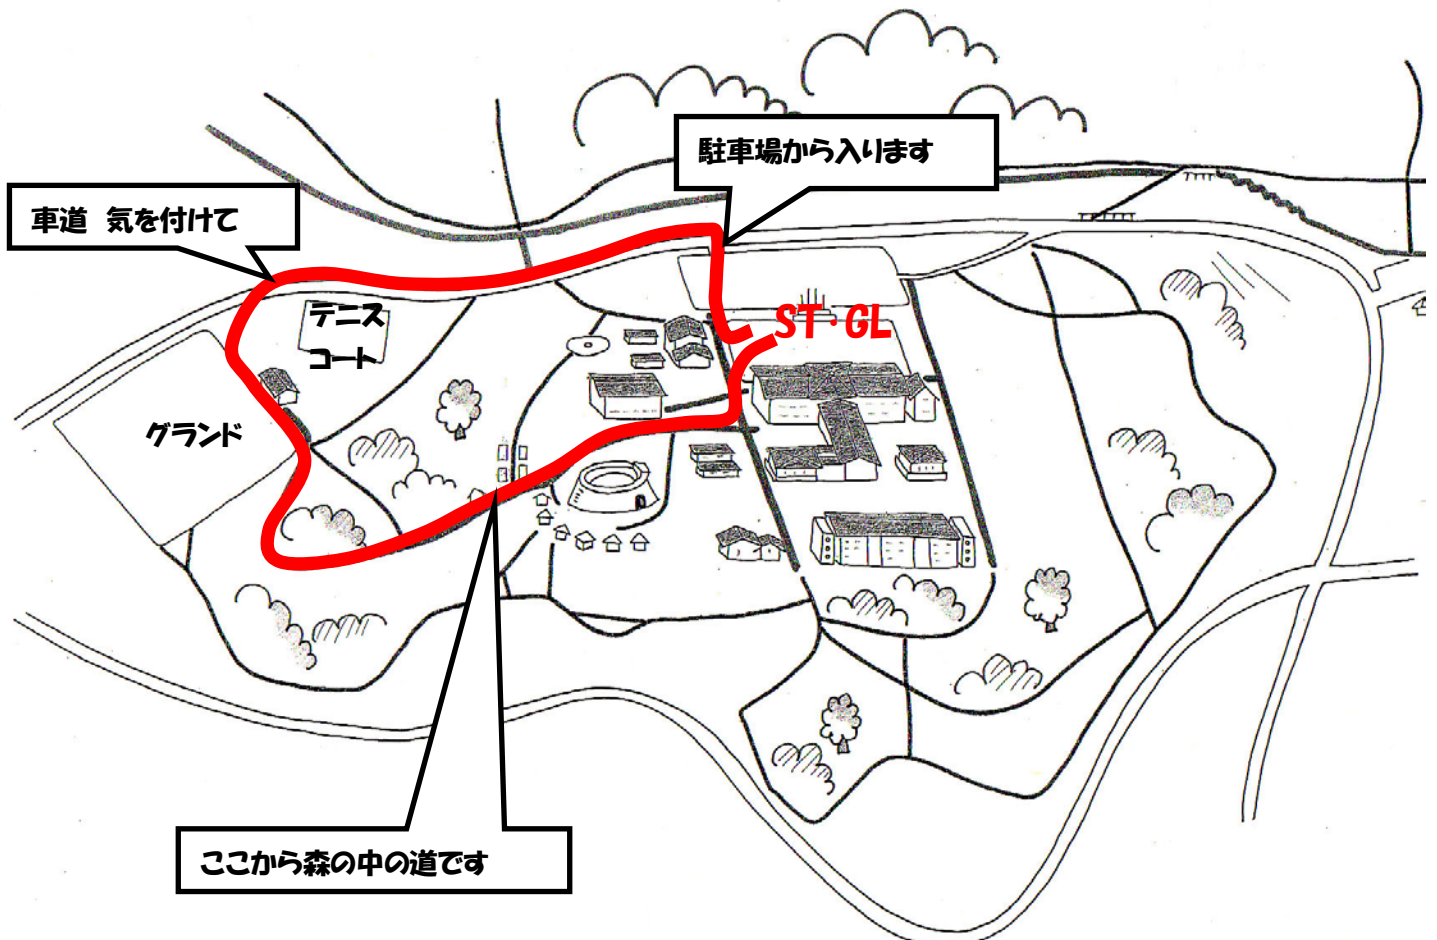 駐車場から入ります
車道 気を付けて
テニス
コート
ST・GL
グランド
ここから森の中の道です